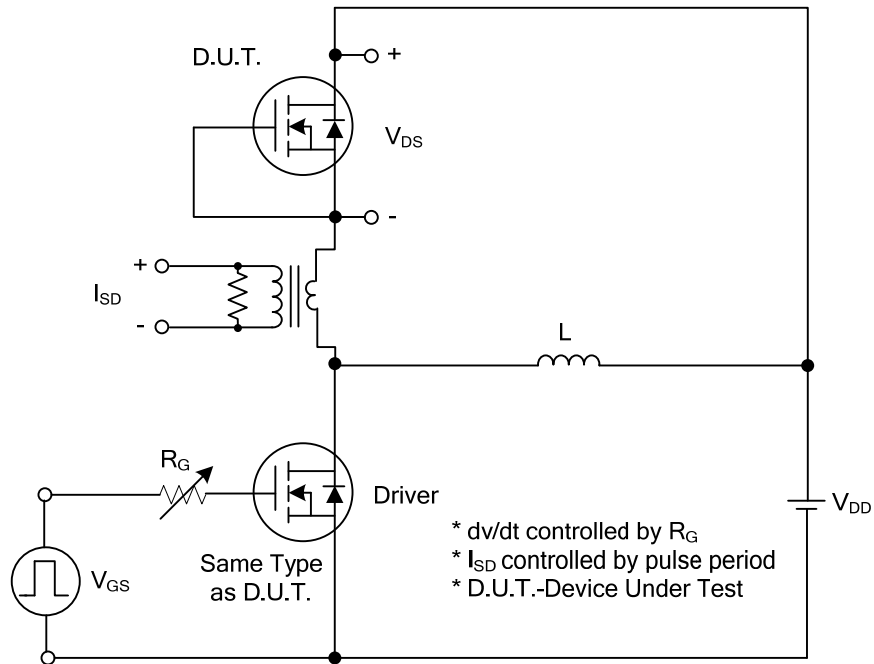 D.U.T.
+
VDS
-
+
ISD
-
L
RG
Driver
VDD
VGS
Same Type
as D.U.T.
* dv/dt controlled by RG
* ISD controlled by pulse period
* D.U.T.-Device Under Test